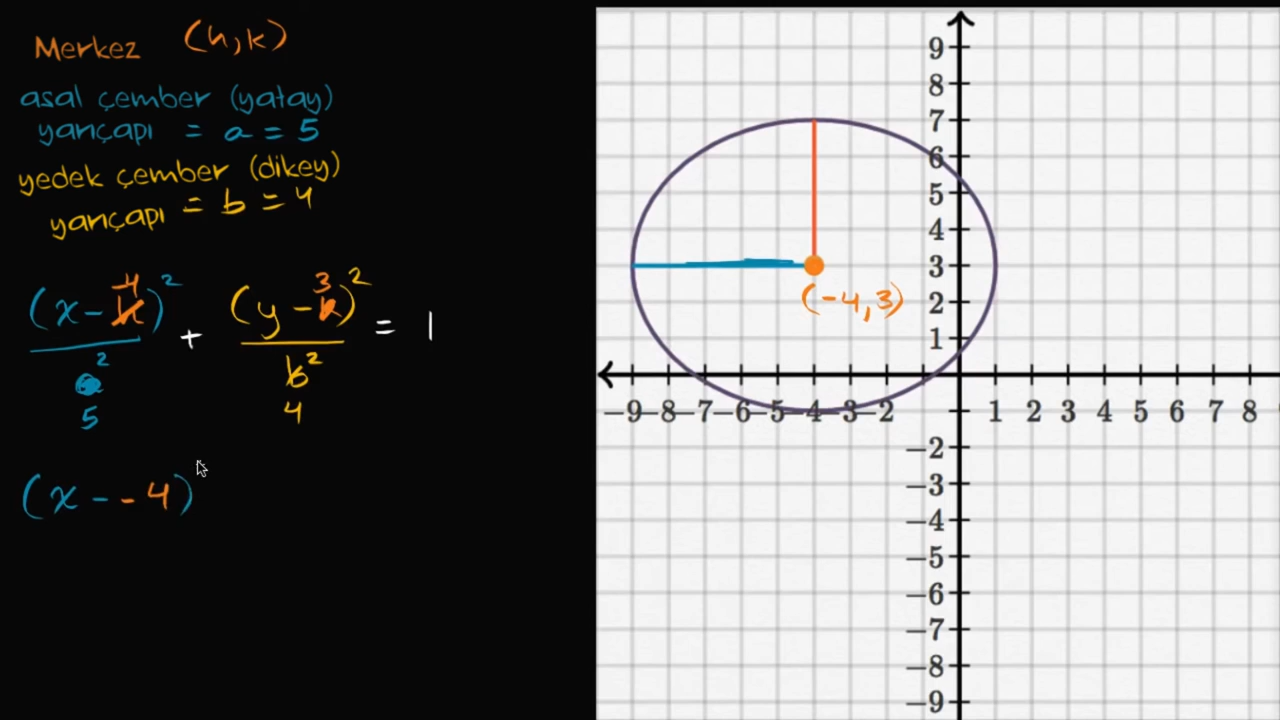 Merkez (h, k)
asal çember (yatay)
yarıçapı = a = 5
yedek çember (dikey)
yarıçapı = b = 4
-4 3
(x - h)² + (y - k)² = 1
a² b²
5 4
(x - -4)
(-4, 3)
9
8
7
6
5
4
3
2
1
-9 -8 -7 -6 -5 -4 -3 -2 1 2 3 4 5 6 7 8
-2
-3
-4
-5
-6
-7
-8
-9